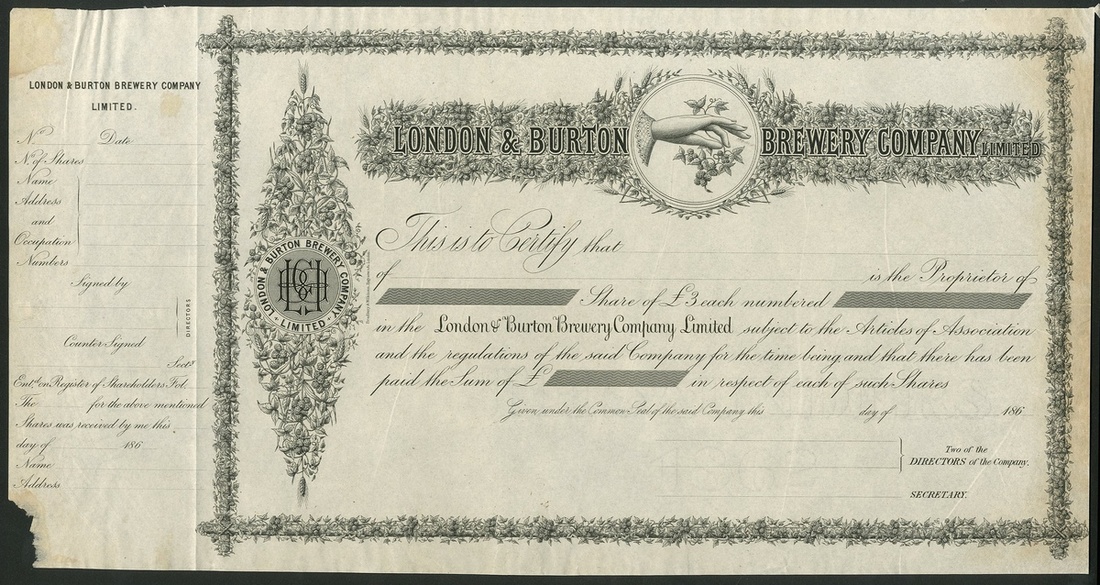 LONDON & BURTON BREWERY COMPANY
LIMITED.
No. Date
No. of Shares
Name
Address
and
Occupation
Numbers
Signed by
DIRECTORS
Counter-Signed
Secty.
Ent.d on Register of Shareholders Fol.
The for the above mentioned
Shares was received by me this
day of 186
Name
Address
LONDON & BURTON BREWERY COMPANY LIMITED
LONDON & BURTON BREWERY COMPANY LIMITED.
This is to Certify that
of is the Proprietor of
Share of £3 each numbered
in the London & Burton Brewery Company Limited subject to the Articles of Association
and the regulations of the said Company for the time being and that there has been
paid the Sum of £ in respect of each of such Shares
Given under the Common Seal of the said Company this day of 186
Two of the
DIRECTORS of the Company.
SECRETARY.